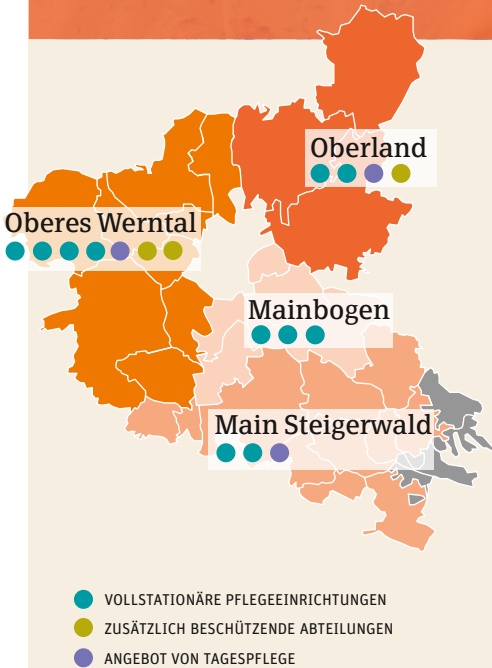 Oberland
Oberes Werntal
Mainbogen
Main Steigerwald
VOLLSTATIONÄRE PFLEGEEINRICHTUNGEN
ZUSÄTZLICH BESCHÜTZENDE ABTEILUNGEN
ANGEBOT VON TAGESPFLEGE